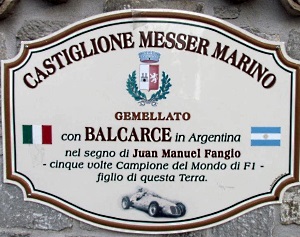 CASTIGLIONE MESSER MARINO
GEMELLATO
con BALCARCE in Argentina
nel segno di Juan Manuel Fangio
- cinque volte Campione del Mondo di F1 -
figlio di questa Terra.